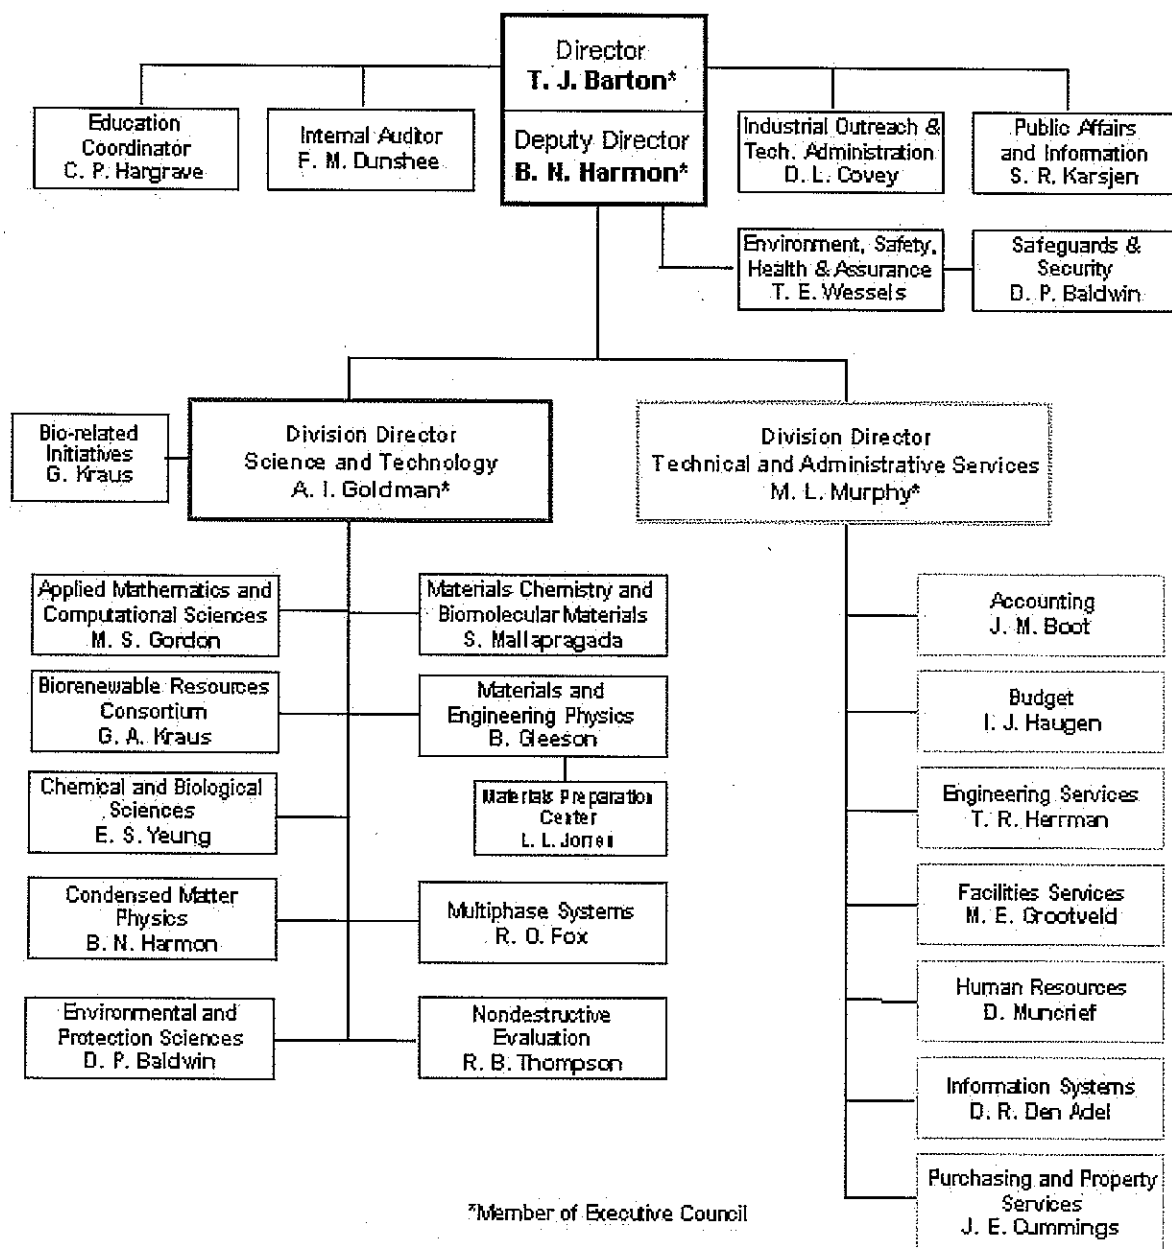 Director
T. J. Barton*
Deputy Director
B. N. Harmon*
Education
Coordinator
C. P. Hargrave
Internal Auditor
F. M. Dunshee
Industrial Outreach &
Tech. Administration
D. L. Covey
Public Affairs
and Information
S. R. Karsjen
Environment, Safety,
Health & Assurance
T. E. Wessels
Safeguards &
Security
D. P. Baldwin
Bio-related
Initiatives
G. Kraus
Division Director
Science and Technology
A. I. Goldman*
Division Director
Technical and Administrative Services
M. L. Murphy*
Applied Mathematics and
Computational Sciences
M. S. Gordon
Materials Chemistry and
Biomolecular Materials
S. Mallapragada
Biorenewable Resources
Consortium
G. A. Kraus
Materials and
Engineering Physics
B. Gleeson
Chemical and Biological
Sciences
E. S. Yeung
Materials Preparation
Center
L. L. Jones
Condensed Matter
Physics
B. N. Harmon
Multiphase Systems
R. O. Fox
Environmental and
Protection Sciences
D. P. Baldwin
Nondestructive
Evaluation
R. B. Thompson
Accounting
J. M. Boot
Budget
I. J. Haugen
Engineering Services
T. R. Herrman
Facilities Services
M. E. Grootveld
Human Resources
D. Muncrief
Information Systems
D. R. Den Adel
Purchasing and Property
Services
J. E. Cummings
*Member of Executive Council